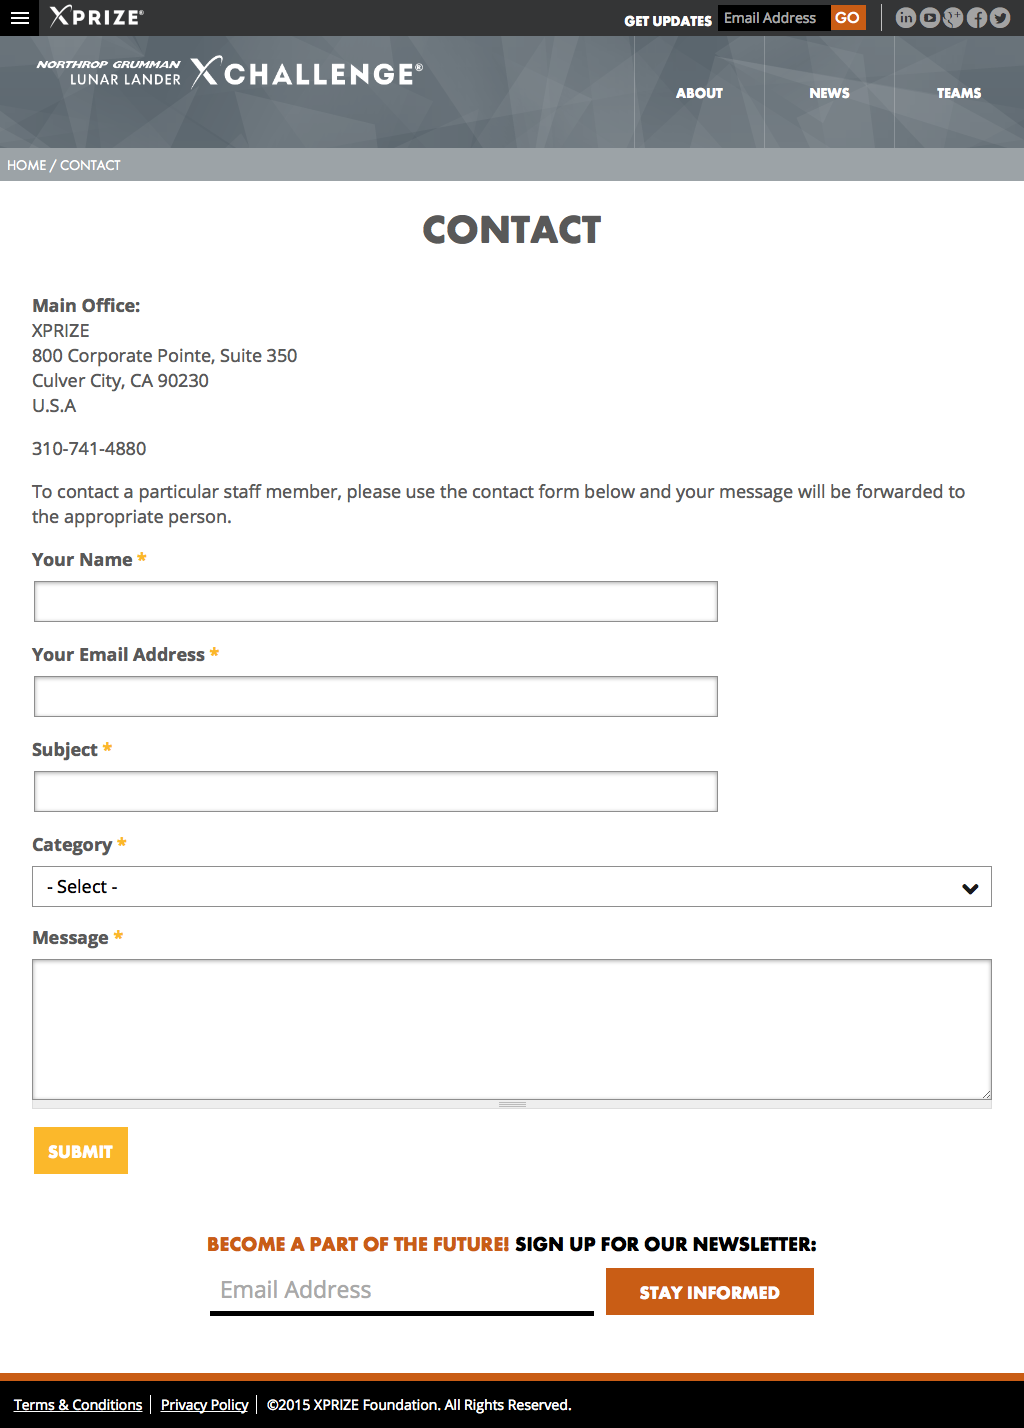 XPRIZE®
GET UPDATES Email Address GO
NORTHROP GRUMMAN
LUNAR LANDER
XCHALLENGE®
ABOUT NEWS TEAMS
HOME / CONTACT
CONTACT
Main Office:
XPRIZE
800 Corporate Pointe, Suite 350
Culver City, CA 90230
U.S.A
310-741-4880
To contact a particular staff member, please use the contact form below and your message will be forwarded to
the appropriate person.
Your Name *
Your Email Address *
Subject *
Category *
- Select -
Message *
SUBMIT
BECOME A PART OF THE FUTURE! SIGN UP FOR OUR NEWSLETTER:
Email Address STAY INFORMED
Terms & Conditions Privacy Policy ©2015 XPRIZE Foundation. All Rights Reserved.